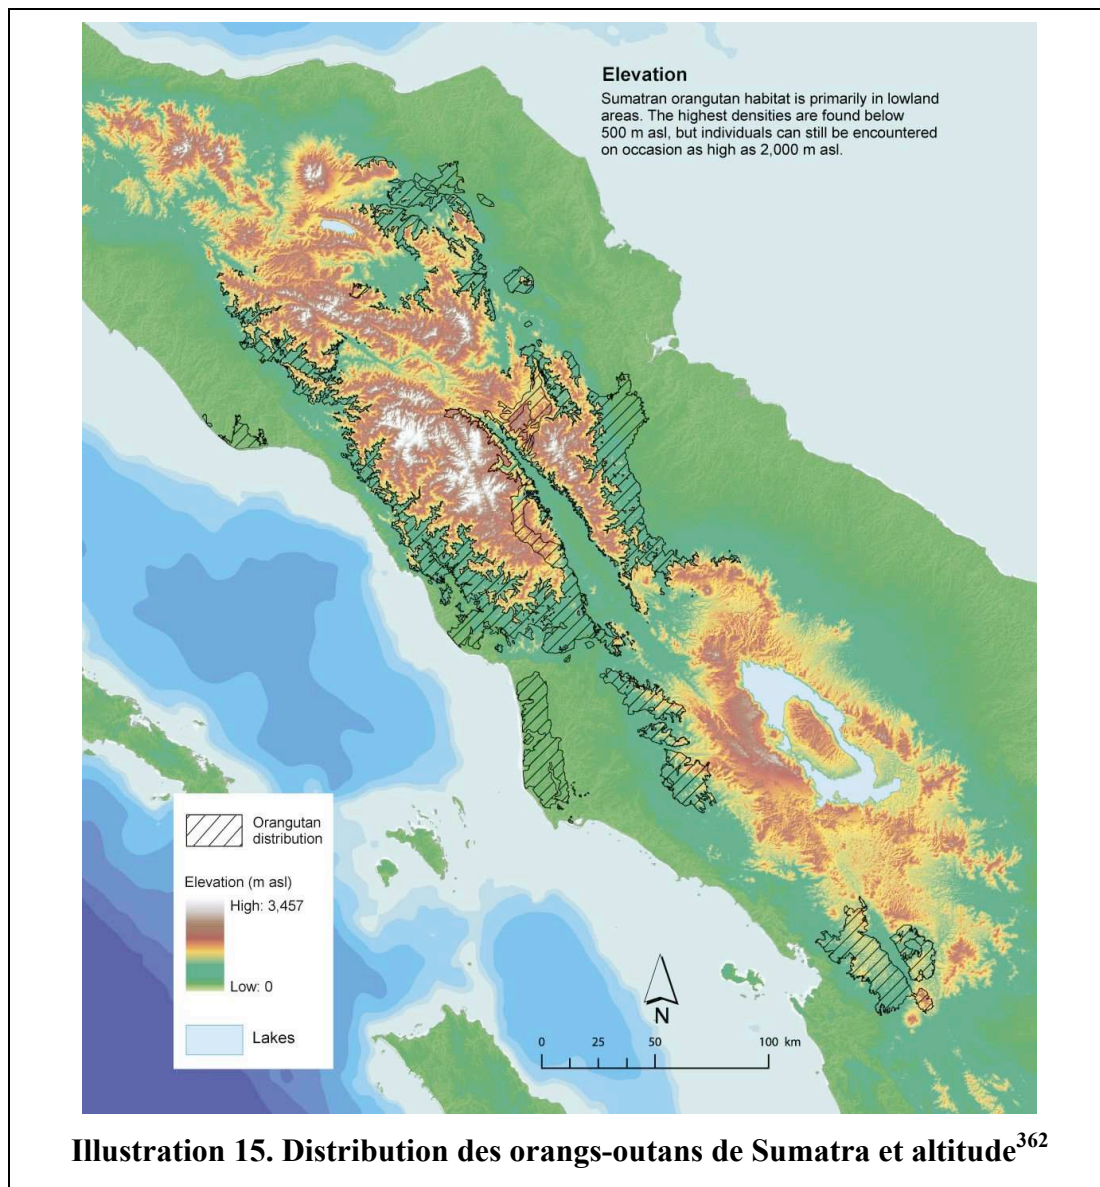 Elevation
Sumatran orangutan habitat is primarily in lowland
areas. The highest densities are found below
500 m asl, but individuals can still be encountered
on occasion as high as 2,000 m asl.
Orangutan
distribution
Elevation (m asl)
High: 3,457
Low: 0
Lakes
N
0 25 50 100 km
Illustration 15. Distribution des orangs-outans de Sumatra et altitude362